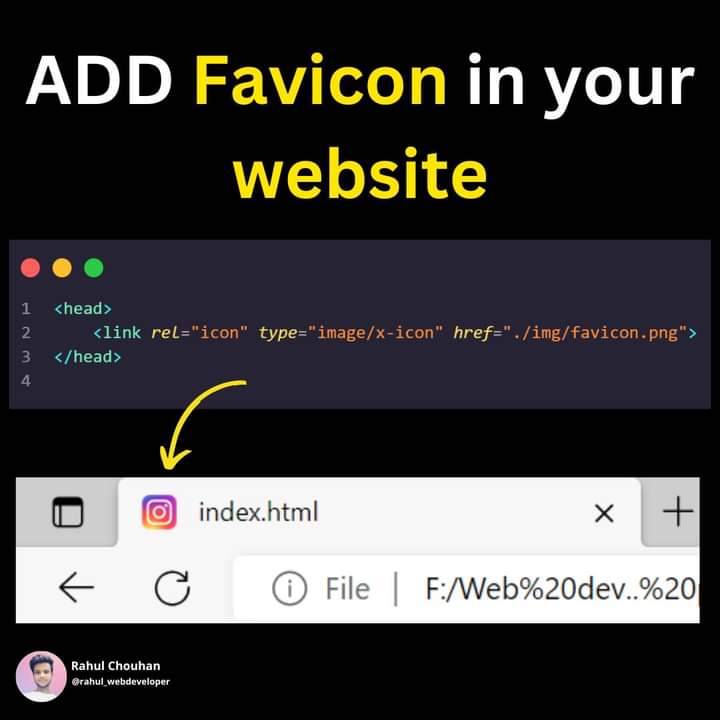 ADD Favicon in your
website
1 <head>
2 <link rel="icon" type="image/x-icon" href="./img/favicon.png">
3 </head>
4
index.html
File | F:/Web%20dev..%20
Rahul Chouhan
@rahul_webdeveloper